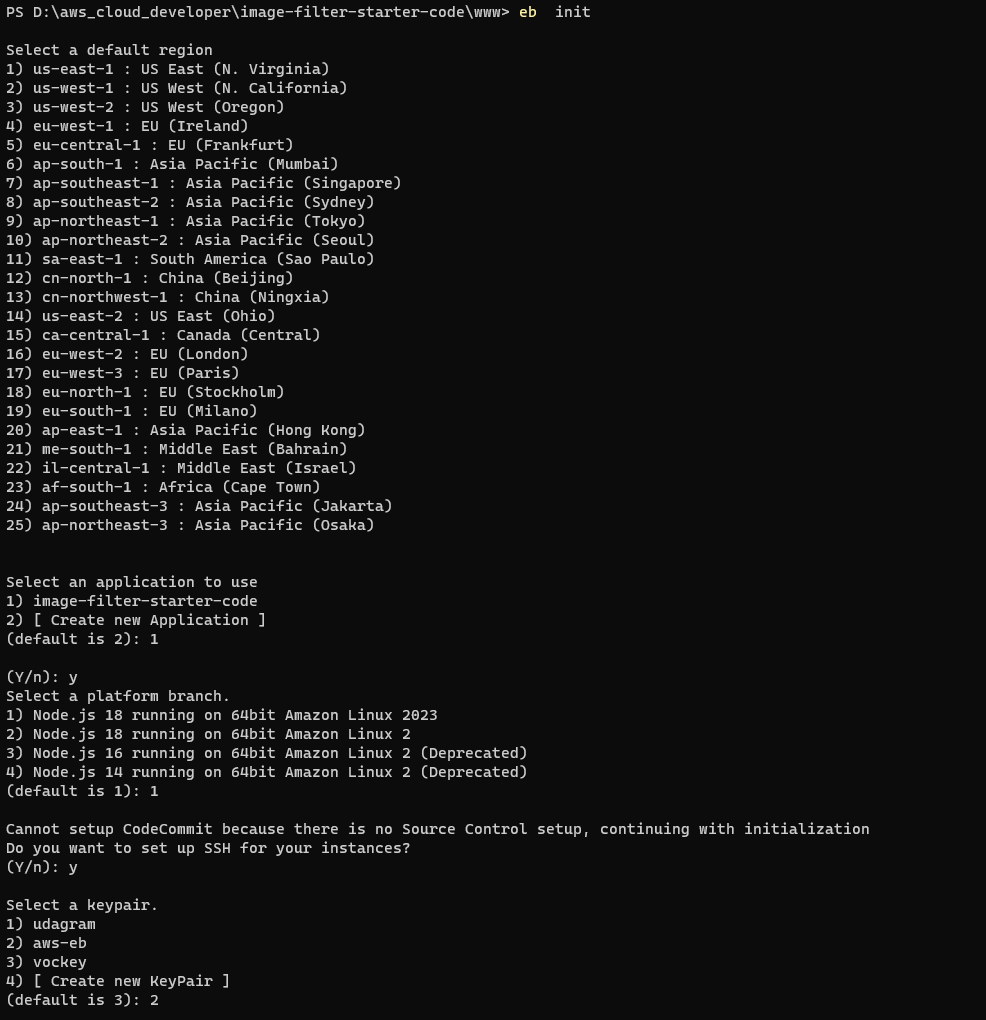 PS D:\aws_cloud_developer\image-filter-starter-code\www> eb  init
Select a default region
1) us-east-1 : US East (N. Virginia)
2) us-west-1 : US West (N. California)
3) us-west-2 : US West (Oregon)
4) eu-west-1 : EU (Ireland)
5) eu-central-1 : EU (Frankfurt)
6) ap-south-1 : Asia Pacific (Mumbai)
7) ap-southeast-1 : Asia Pacific (Singapore)
8) ap-southeast-2 : Asia Pacific (Sydney)
9) ap-northeast-1 : Asia Pacific (Tokyo)
10) ap-northeast-2 : Asia Pacific (Seoul)
11) sa-east-1 : South America (Sao Paulo)
12) cn-north-1 : China (Beijing)
13) cn-northwest-1 : China (Ningxia)
14) us-east-2 : US East (Ohio)
15) ca-central-1 : Canada (Central)
16) eu-west-2 : EU (London)
17) eu-west-3 : EU (Paris)
18) eu-north-1 : EU (Stockholm)
19) eu-south-1 : EU (Milano)
20) ap-east-1 : Asia Pacific (Hong Kong)
21) me-south-1 : Middle East (Bahrain)
22) il-central-1 : Middle East (Israel)
23) af-south-1 : Africa (Cape Town)
24) ap-southeast-3 : Asia Pacific (Jakarta)
25) ap-northeast-3 : Asia Pacific (Osaka)
Select an application to use
1) image-filter-starter-code
2) [ Create new Application ]
(default is 2): 1
(Y/n): y
Select a platform branch.
1) Node.js 18 running on 64bit Amazon Linux 2023
2) Node.js 18 running on 64bit Amazon Linux 2
3) Node.js 16 running on 64bit Amazon Linux 2 (Deprecated)
4) Node.js 14 running on 64bit Amazon Linux 2 (Deprecated)
(default is 1): 1
Cannot setup CodeCommit because there is no Source Control setup, continuing with initialization
Do you want to set up SSH for your instances?
(Y/n): y
Select a keypair.
1) udagram
2) aws-eb
3) vockey
4) [ Create new KeyPair ]
(default is 3): 2